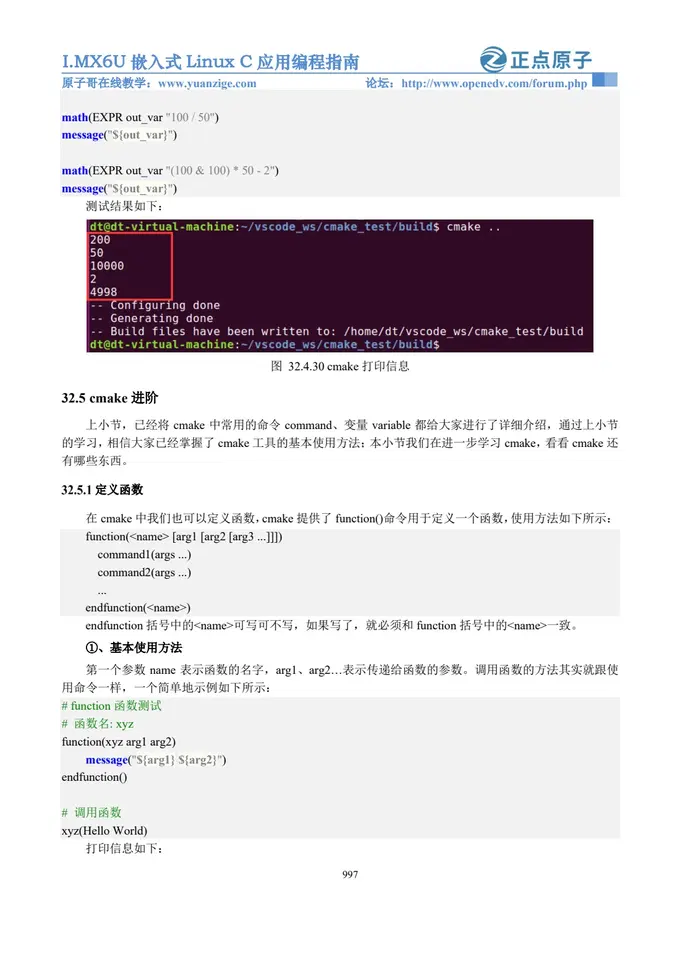 I.MX6U 嵌入式 Linux C 应用编程指南
正点原子
原子哥在线教学：www.yuanzige.com 论坛：http://www.openedv.com/forum.php
math(EXPR out_var "100 / 50")
message("${out_var}")
math(EXPR out_var "(100 & 100) * 50 - 2")
message("${out_var}")
测试结果如下：
dt@dt-virtual-machine:~/vscode_ws/cmake_test/build$ cmake ..
200
50
10000
2
4998
-- Configuring done
-- Generating done
-- Build files have been written to: /home/dt/vscode_ws/cmake_test/build
dt@dt-virtual-machine:~/vscode_ws/cmake_test/build$
图 32.4.30 cmake 打印信息
32.5 cmake 进阶
上小节，已经将 cmake 中常用的命令 command、变量 variable 都给大家进行了详细介绍，通过上小节
的学习，相信大家已经掌握了 cmake 工具的基本使用方法；本小节我们在进一步学习 cmake，看看 cmake 还
有哪些东西。
32.5.1 定义函数
在 cmake 中我们也可以定义函数，cmake 提供了 function()命令用于定义一个函数，使用方法如下所示：
function(<name> [arg1 [arg2 [arg3 ...]]])
command1(args ...)
command2(args ...)
...
endfunction(<name>)
endfunction 括号中的<name>可写可不写，如果写了，就必须和 function 括号中的<name>一致。
①、基本使用方法
第一个参数 name 表示函数的名字，arg1、arg2…表示传递给函数的参数。调用函数的方法其实就跟使
用命令一样，一个简单地示例如下所示：
# function 函数测试
# 函数名: xyz
function(xyz arg1 arg2)
message("${arg1} ${arg2}")
endfunction()
# 调用函数
xyz(Hello World)
打印信息如下：
997